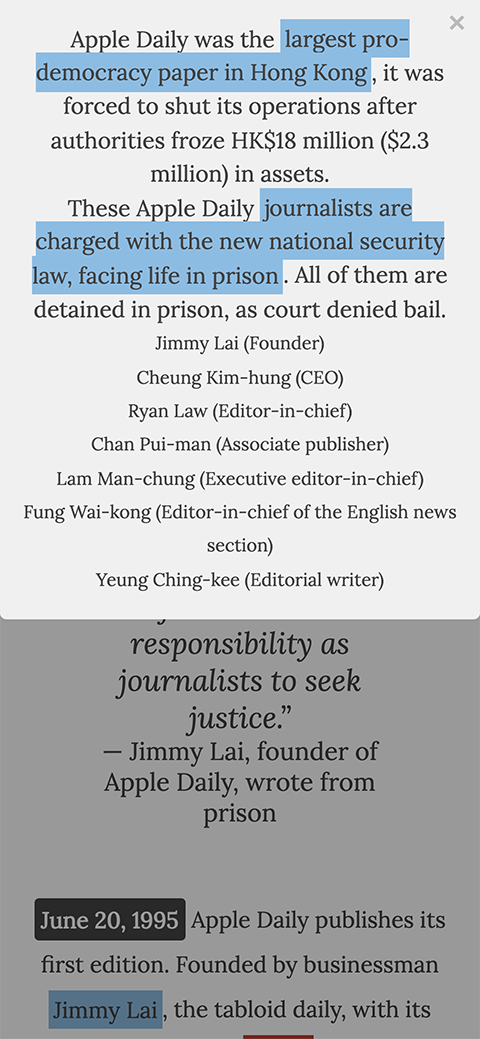 ×
Apple Daily was the largest pro-
democracy paper in Hong Kong, it was
forced to shut its operations after
authorities froze HK$18 million ($2.3
million) in assets.
These Apple Daily journalists are
charged with the new national security
law, facing life in prison. All of them are
detained in prison, as court denied bail.
Jimmy Lai (Founder)
Cheung Kim-hung (CEO)
Ryan Law (Editor-in-chief)
Chan Pui-man (Associate publisher)
Lam Man-chung (Executive editor-in-chief)
Fung Wai-kong (Editor-in-chief of the English news
section)
Yeung Ching-kee (Editorial writer)
responsibility as
journalists to seek
justice.”
— Jimmy Lai, founder of
Apple Daily, wrote from
prison
June 20, 1995 Apple Daily publishes its
first edition. Founded by businessman
Jimmy Lai, the tabloid daily, with its